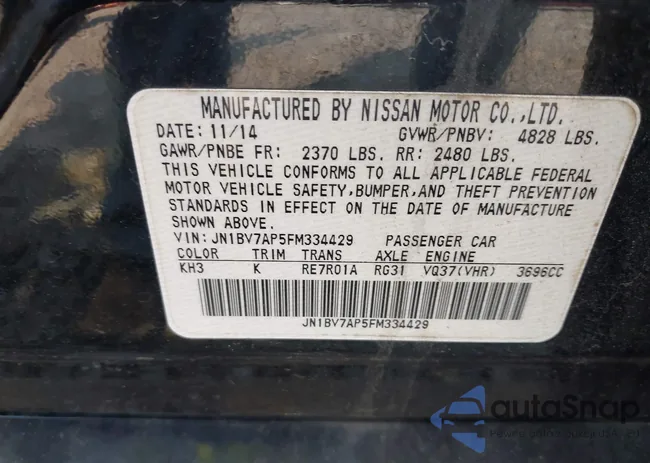 MANUFACTURED BY NISSAN MOTOR CO.,LTD.
DATE: 11/14 GVWR/PNBV: 4828 LBS.
GAWR/PNBE FR: 2370 LBS. RR: 2480 LBS.
THIS VEHICLE CONFORMS TO ALL APPLICABLE FEDERAL
MOTOR VEHICLE SAFETY,BUMPER,AND THEFT PREVENTION
STANDARDS IN EFFECT ON THE DATE OF MANUFACTURE
SHOWN ABOVE.
VIN: JN1BV7AP5FM334429 PASSENGER CAR
COLOR TRIM TRANS AXLE ENGINE
KH3 K RE7R01A RG31 VQ37(VHR) 3696CC
JN1BV7AP5FM334429
autoSnap